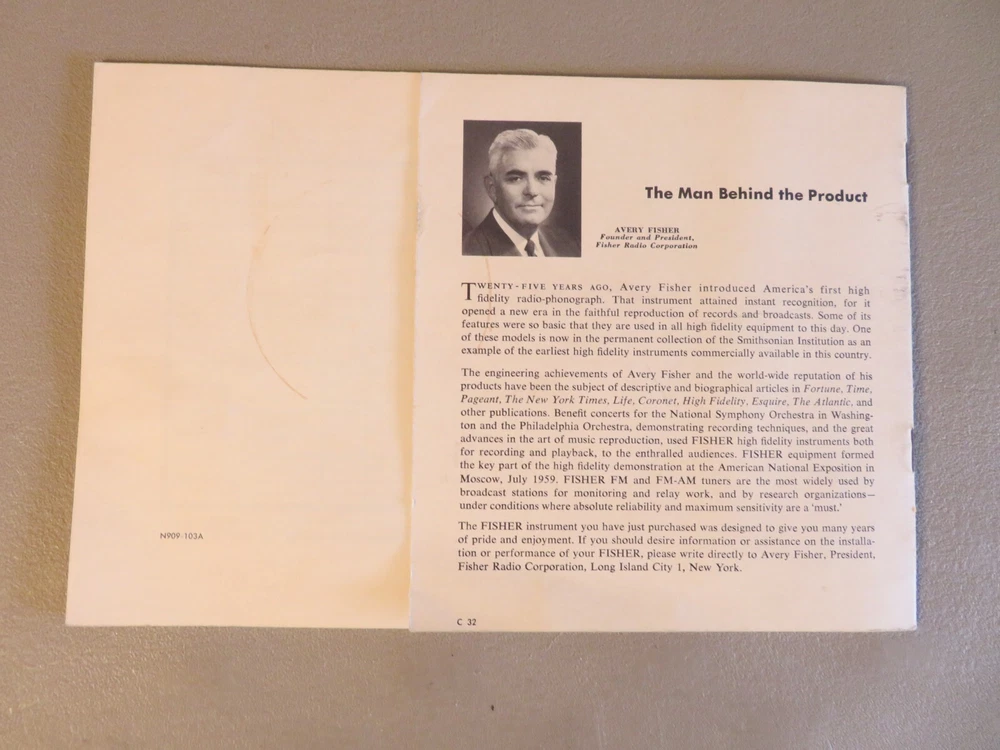 The Man Behind the Product
AVERY FISHER
Founder and President,
Fisher Radio Corporation
TWENTY-FIVE YEARS AGO, Avery Fisher introduced America's first high
fidelity radio-phonograph. That instrument attained instant recognition, for it
opened a new era in the faithful reproduction of records and broadcasts. Some of its
features were so basic that they are used in all high fidelity equipment to this day. One
of these models is now in the permanent collection of the Smithsonian Institution as an
example of the earliest high fidelity instruments commercially available in this country.
The engineering achievements of Avery Fisher and the world-wide reputation of his
products have been the subject of descriptive and biographical articles in Fortune, Time,
Pageant, The New York Times, Life, Coronet, High Fidelity, Esquire, The Atlantic, and
other publications. Benefit concerts for the National Symphony Orchestra in Washing-
ton and the Philadelphia Orchestra, demonstrating recording techniques, and the great
advances in the art of music reproduction, used FISHER high fidelity instruments both
for recording and playback, to the enthralled audiences. FISHER equipment formed
the key part of the high fidelity demonstration at the American National Exposition in
Moscow, July 1959. FISHER FM and FM-AM tuners are the most widely used by
broadcast stations for monitoring and relay work, and by research organizations—
under conditions where absolute reliability and maximum sensitivity are a 'must.'
The FISHER instrument you have just purchased was designed to give you many years
of pride and enjoyment. If you should desire information or assistance on the installa-
tion or performance of your FISHER, please write directly to Avery Fisher, President,
Fisher Radio Corporation, Long Island City 1, New York.
N909-103A
C 32